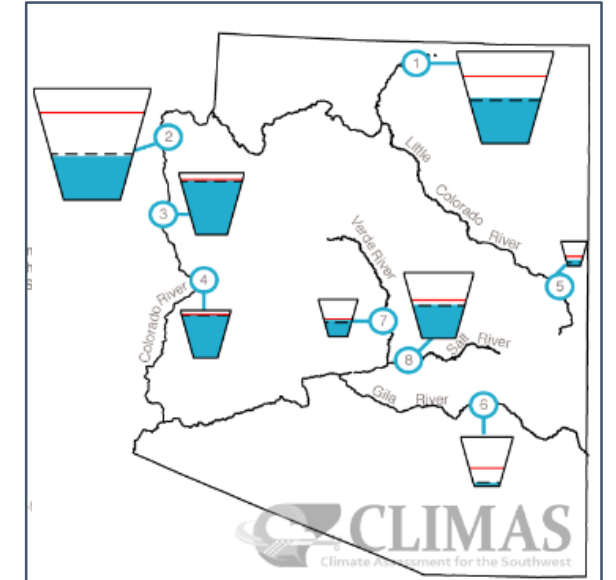 1
2
Little
Colorado
River
3
Verde River
4
5
Colorado River
7
8
Salt River
Gila River
6
CLIMAS
Climate Assessment for the Southwest